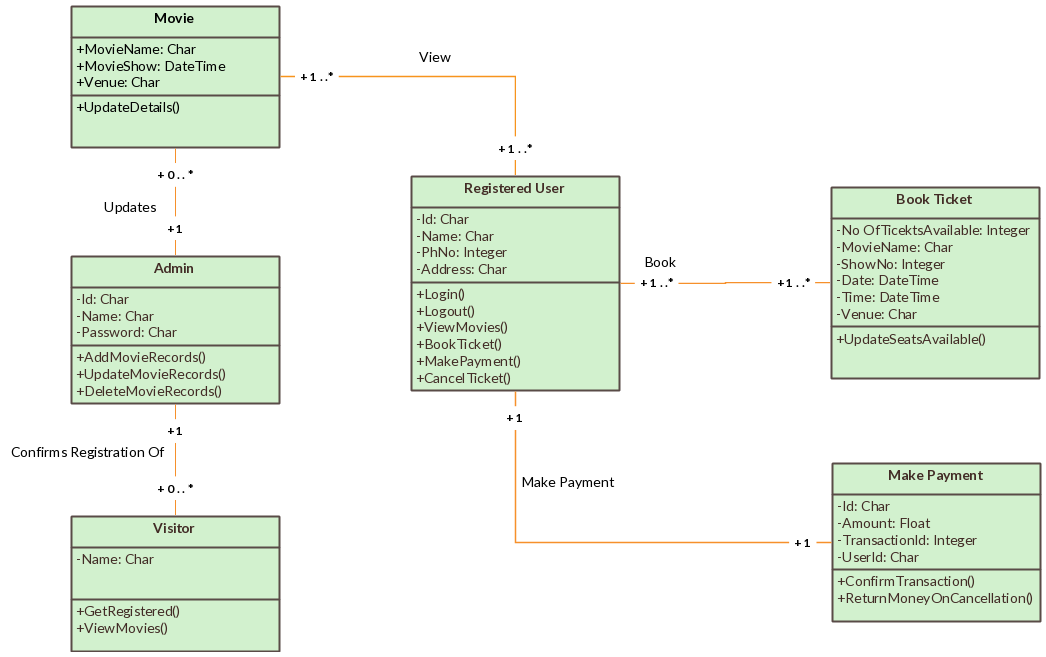 Movie
+MovieName: Char
+MovieShow: DateTime
+Venue: Char
+UpdateDetails()
View
+1..*
+1..*
+0..*
Updates
+1
Admin
-Id: Char
-Name: Char
-Password: Char
+AddMovieRecords()
+UpdateMovieRecords()
+DeleteMovieRecords()
+1
Confirms Registration Of
+0..*
Visitor
-Name: Char
+GetRegistered()
+ViewMovies()
Registered User
-Id: Char
-Name: Char
-PhNo: Integer
-Address: Char
+Login()
+Logout()
+ViewMovies()
+BookTicket()
+MakePayment()
+CancelTicket()
Book
+1..*
+1..*
Book Ticket
-No OfTicektsAvailable: Integer
-MovieName: Char
-ShowNo: Integer
-Date: DateTime
-Time: DateTime
-Venue: Char
+UpdateSeatsAvailable()
+1
Make Payment
+1
Make Payment
-Id: Char
-Amount: Float
-TransactionId: Integer
-UserId: Char
+ConfirmTransaction()
+ReturnMoneyOnCancellation()